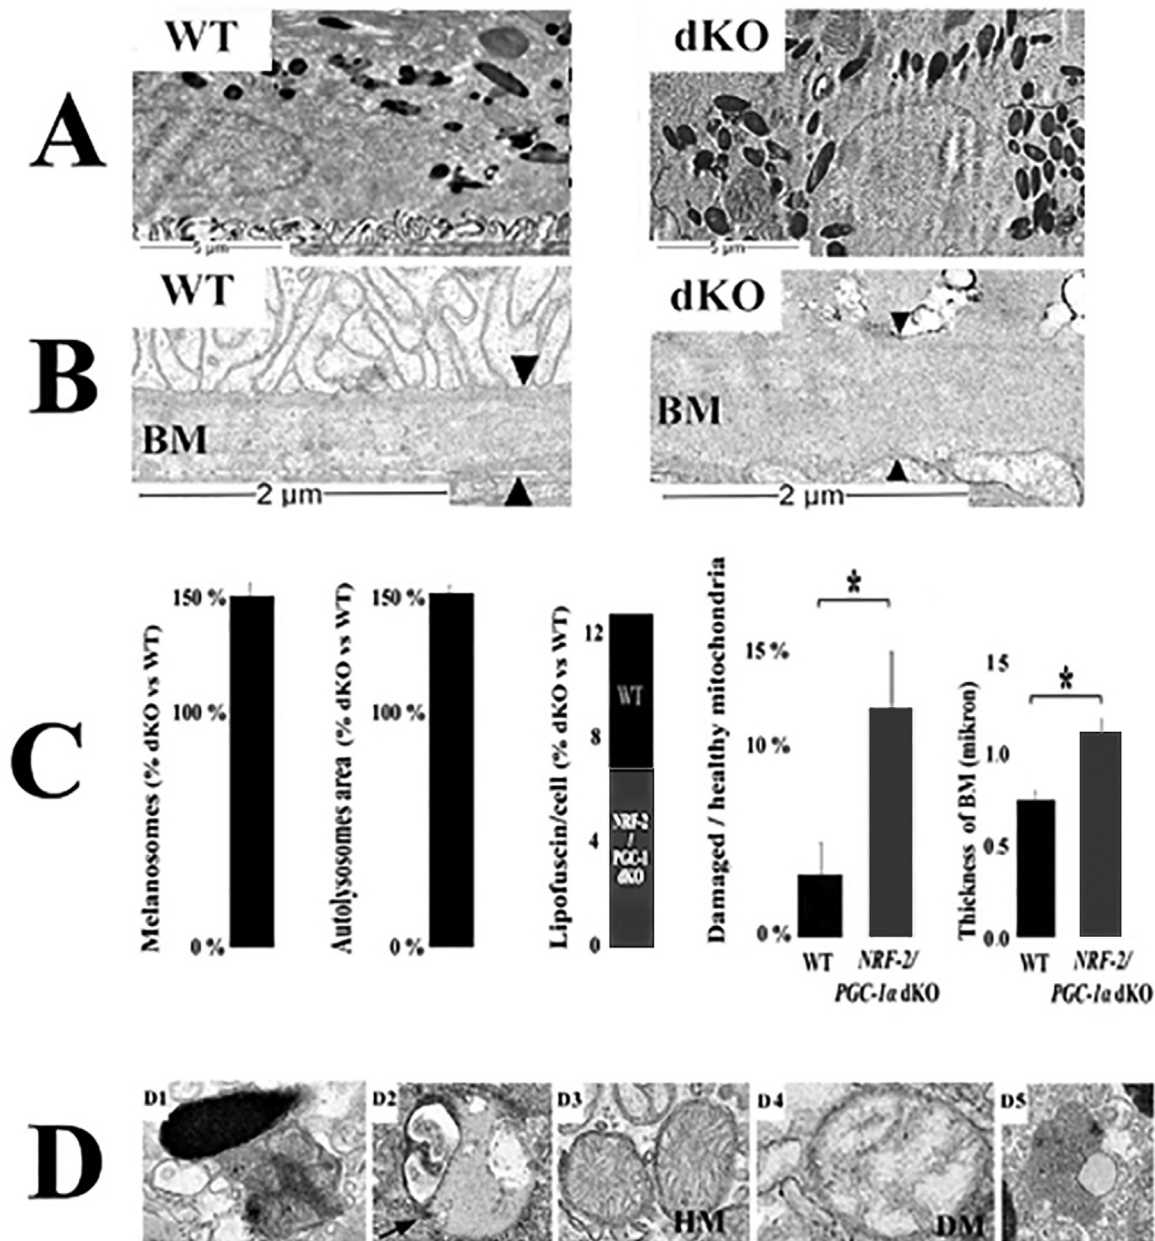 A
WT
dKO
5 µm
5 µm
B
WT
dKO
BM
BM
2 µm
2 µm
C
Melanosomes (% dKO vs WT)
150 %
100 %
0 %
Autolysosomes area (% dKO vs WT)
150 %
100 %
0 %
Lipofuscin/cell (% dKO vs WT)
12
8
4
0
WT
NRF-2
/
PGC-1
dKO
Damaged / healthy mitochondria
15 %
10 %
0 %
*
WT
NRF-2/
PGC-1α dKO
Thickness of BM (mikron)
15
1.0
0.5
0.0
*
WT
NRF-2/
PGC-1α dKO
D
D1
D2
D3
HM
D4
DM
D5